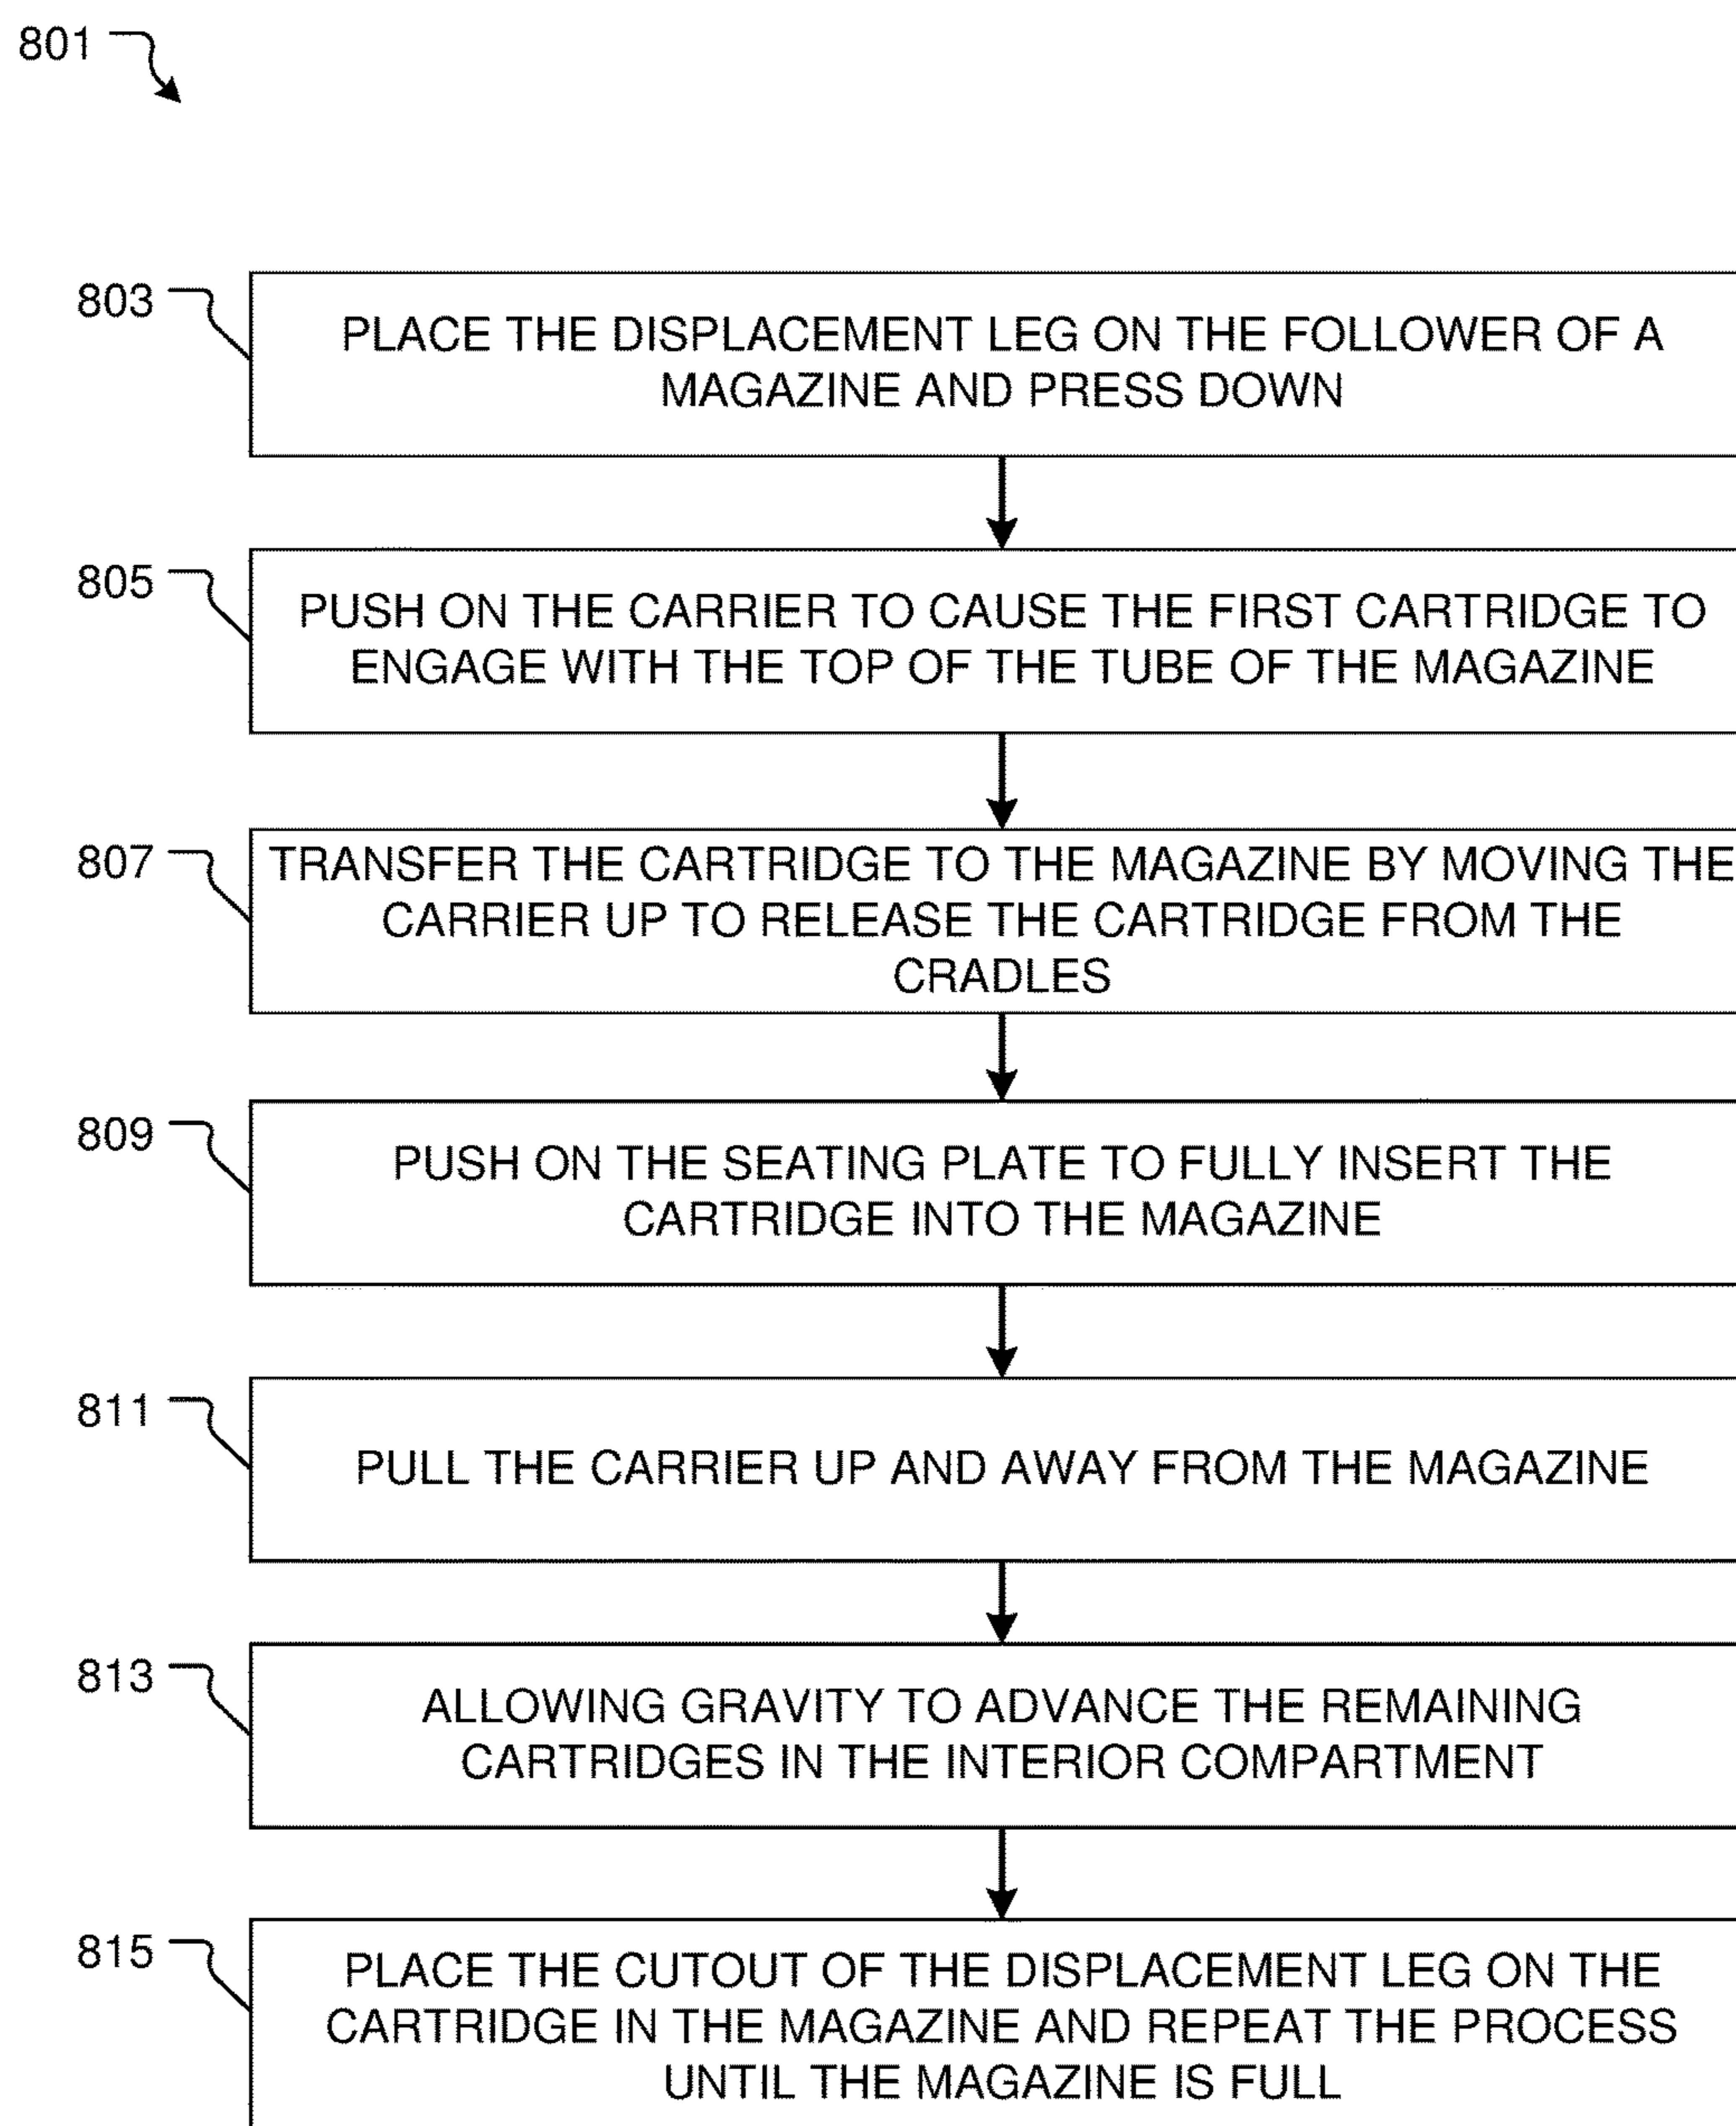 801
803
PLACE THE DISPLACEMENT LEG ON THE FOLLOWER OF A
MAGAZINE AND PRESS DOWN
805
PUSH ON THE CARRIER TO CAUSE THE FIRST CARTRIDGE TO
ENGAGE WITH THE TOP OF THE TUBE OF THE MAGAZINE
807
TRANSFER THE CARTRIDGE TO THE MAGAZINE BY MOVING THE
CARRIER UP TO RELEASE THE CARTRIDGE FROM THE
CRADLES
809
PUSH ON THE SEATING PLATE TO FULLY INSERT THE
CARTRIDGE INTO THE MAGAZINE
811
PULL THE CARRIER UP AND AWAY FROM THE MAGAZINE
813
ALLOWING GRAVITY TO ADVANCE THE REMAINING
CARTRIDGES IN THE INTERIOR COMPARTMENT
815
PLACE THE CUTOUT OF THE DISPLACEMENT LEG ON THE
CARTRIDGE IN THE MAGAZINE AND REPEAT THE PROCESS
UNTIL THE MAGAZINE IS FULL